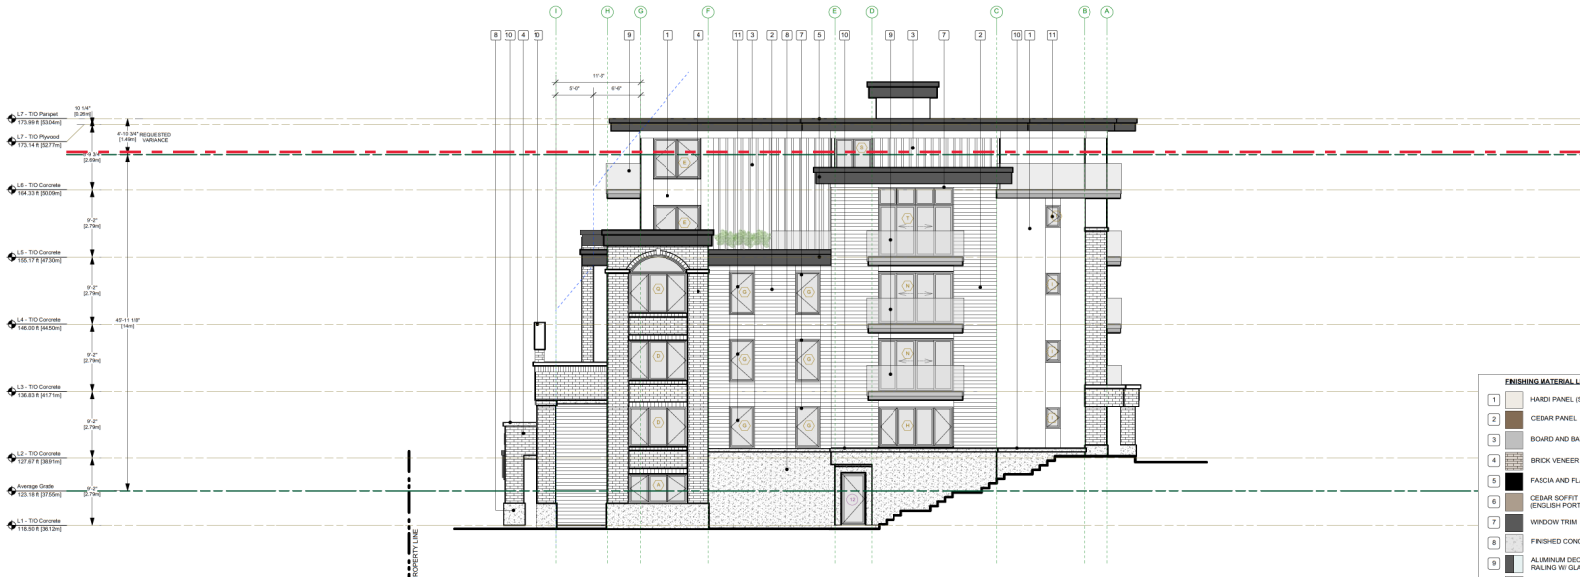 I H G F E D C B A
8 10 4 10 9 1 4 11 3 2 8 7 5 10 9 3 7 2 10 1 11
11'-3"
5'-0" 6'-6"
10 1/4"
[0.26m]
L7 - T/O Parapet
173.99 ft [53.04m]
4'-10 3/4" REQUESTED
[1.49m] VARIANCE
L7 - T/O Plywood
173.14 ft [52.77m]
[2.69m]
L6 - T/O Concrete
164.33 ft [50.09m]
9'-2"
[2.79m]
L5 - T/O Concrete
155.17 ft [47.30m]
9'-2"
[2.79m]
45'-11 1/8"
[14m]
L4 - T/O Concrete
146.00 ft [44.50m]
9'-2"
[2.79m]
L3 - T/O Concrete
136.83 ft [41.71m]
9'-2"
[2.79m]
L2 - T/O Concrete
127.67 ft [38.91m]
9'-2"
[2.79m]
Average Grate
123.18 ft [37.55m]
L1 - T/O Concrete
118.50 ft [36.12m]
ROPERTY LINE
T
N
N
H
G G
G G
G G
D
D
FINISHING MATERIAL L
1 HARDI PANEL (S
2 CEDAR PANEL
3 BOARD AND BA
4 BRICK VENEER
5 FASCIA AND FLA
6 CEDAR SOFFIT
(ENGLISH PORT
7 WINDOW TRIM
8 FINISHED CONC
9 ALUMINUM DEC
RAILING W/ GLA